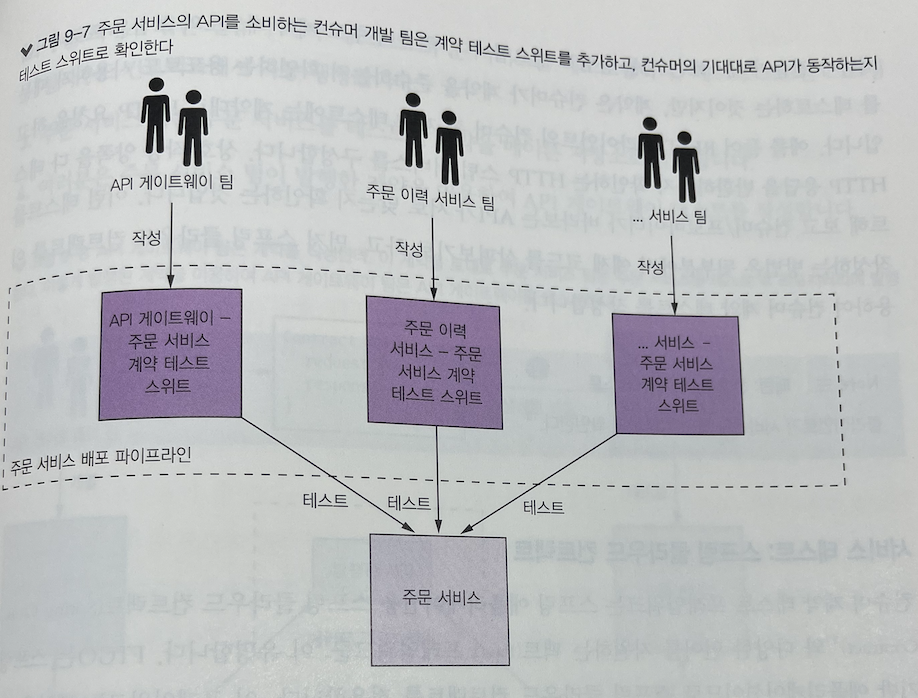 ✔ 그림 9-7 주문 서비스의 API를 소비하는 컨슈머 개발 팀은 계약 테스트 스위트를 추가하고, 컨슈머의 기대대로 API가 동작하는지
테스트 스위트로 확인한다
API 게이트웨이 팀
주문 이력 서비스 팀
... 서비스 팀
작성
작성
작성
API 게이트웨이 –
주문 서비스
계약 테스트
스위트
주문 이력
서비스 – 주문
서비스 계약
테스트 스위트
... 서비스 –
주문 서비스
계약 테스트
스위트
주문 서비스 배포 파이프라인
테스트
테스트
테스트
주문 서비스